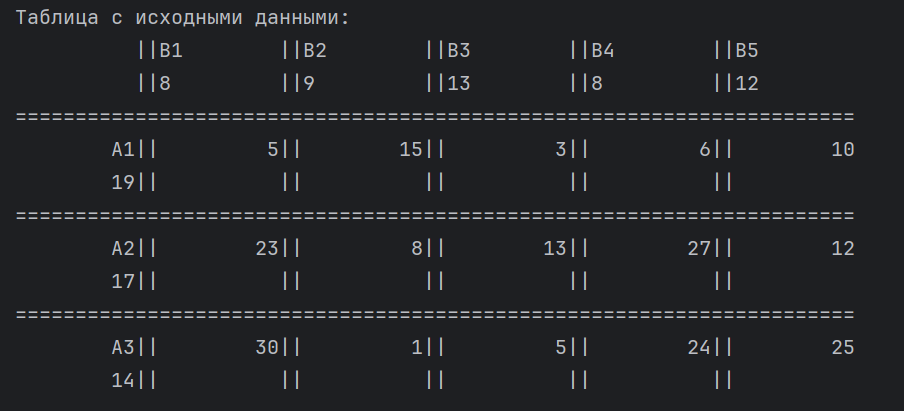 Таблица с исходными данными:
          ||B1        ||B2        ||B3        ||B4        ||B5
          ||8         ||9         ||13        ||8         ||12
======================================================================
        A1||         5||        15||         3||         6||        10
        19||          ||          ||          ||          ||
======================================================================
        A2||        23||         8||        13||        27||        12
        17||          ||          ||          ||          ||
======================================================================
        A3||        30||         1||         5||        24||        25
        14||          ||          ||          ||          ||